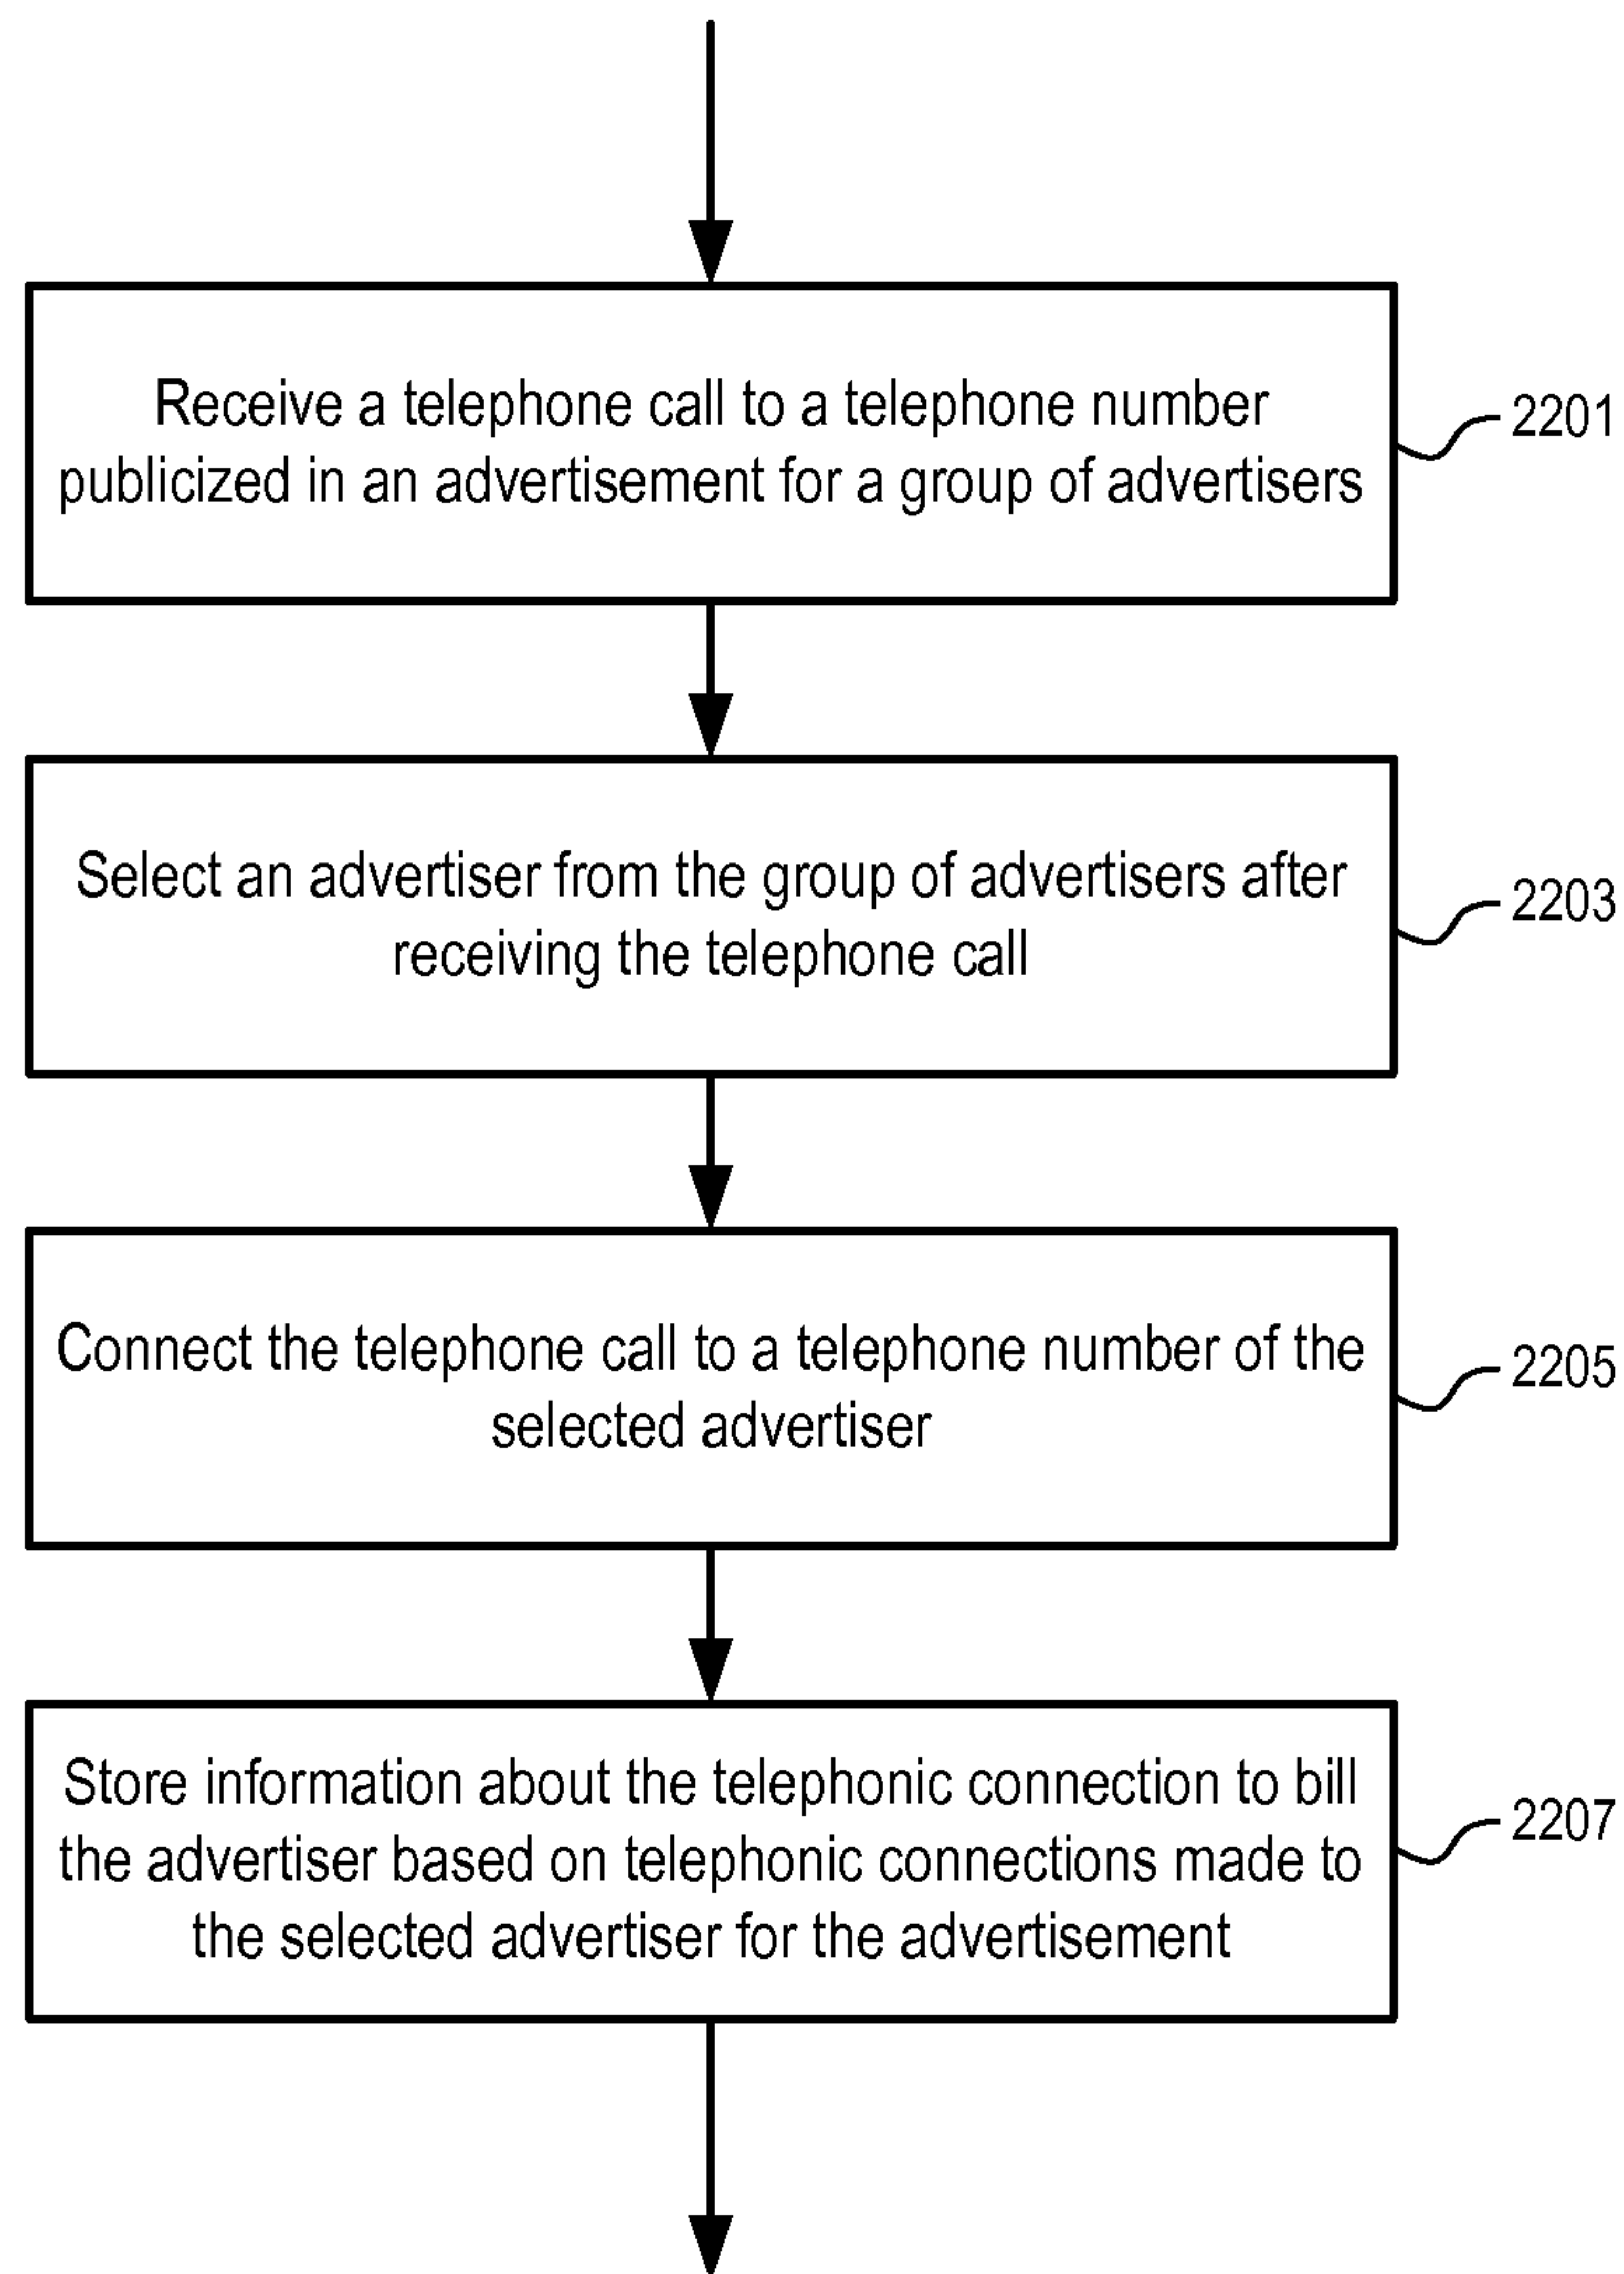 Receive a telephone call to a telephone number
publicized in an advertisement for a group of advertisers
2201
Select an advertiser from the group of advertisers after
receiving the telephone call
2203
Connect the telephone call to a telephone number of the
selected advertiser
2205
Store information about the telephonic connection to bill
the advertiser based on telephonic connections made to
the selected advertiser for the advertisement
2207